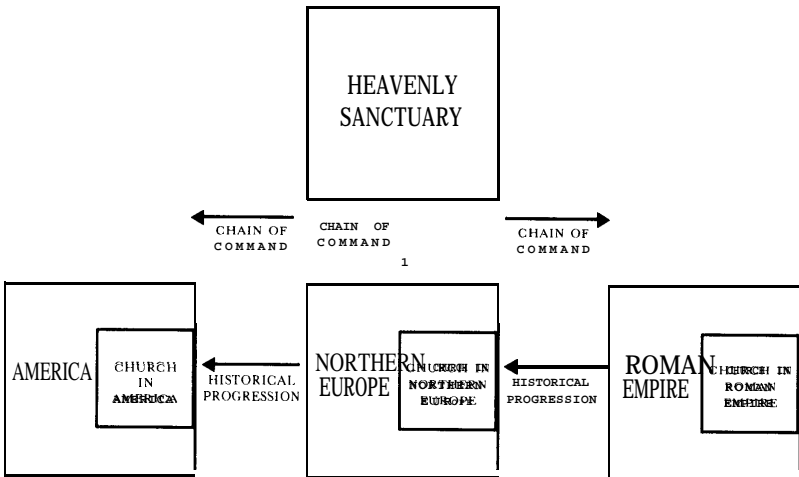 HEAVENLY
SANCTUARY
CHAIN OF
COMMAND
CHAIN OF
COMMAND
1
CHAIN OF
COMMAND
AMERICA
CHURCH
IN
AMERICA
HISTORICAL
PROGRESSION
NORTHERN
EUROPE
CHURCH IN
NORTHERN
EUROPE
HISTORICAL
PROGRESSION
ROMAN
EMPIRE
CHURCH IN
ROMAN
EMPIRE